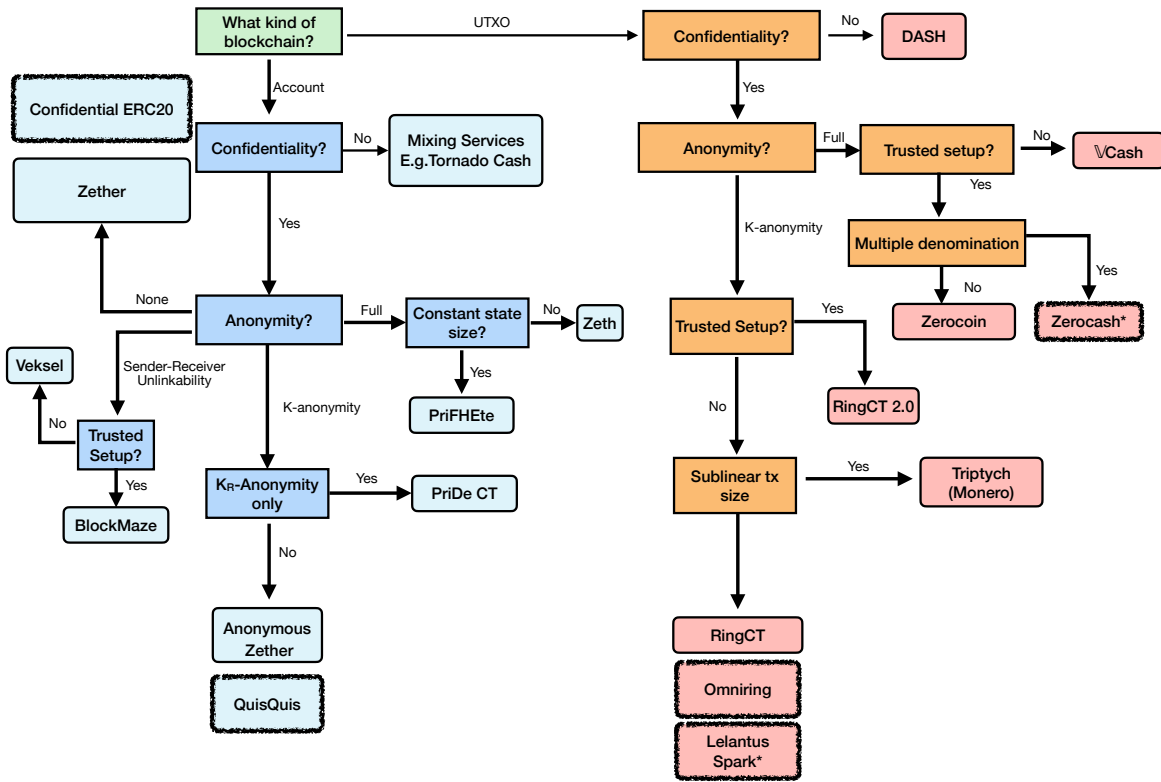 What kind of
blockchain?
UTXO
Confidentiality?
No
DASH
Account
Yes
Confidential ERC20
Confidentiality?
No
Mixing Services
E.g.Tornado Cash
Anonymity?
Full
Trusted setup?
No
𝕍Cash
Zether
Yes
Yes
K-anonymity
Multiple denomination
None
No
Yes
Anonymity?
Full
Constant state
size?
No
Zeth
Trusted Setup?
Yes
Zerocoin
Zerocash*
Veksel
Sender-Receiver
Unlinkability
Yes
K-anonymity
PriFHEte
No
RingCT 2.0
No
Trusted
Setup?
Yes
BlockMaze
KR-Anonymity
only
Yes
PriDe CT
Sublinear tx
size
Yes
Triptych
(Monero)
No
Anonymous
Zether
RingCT
QuisQuis
Omniring
Lelantus
Spark*